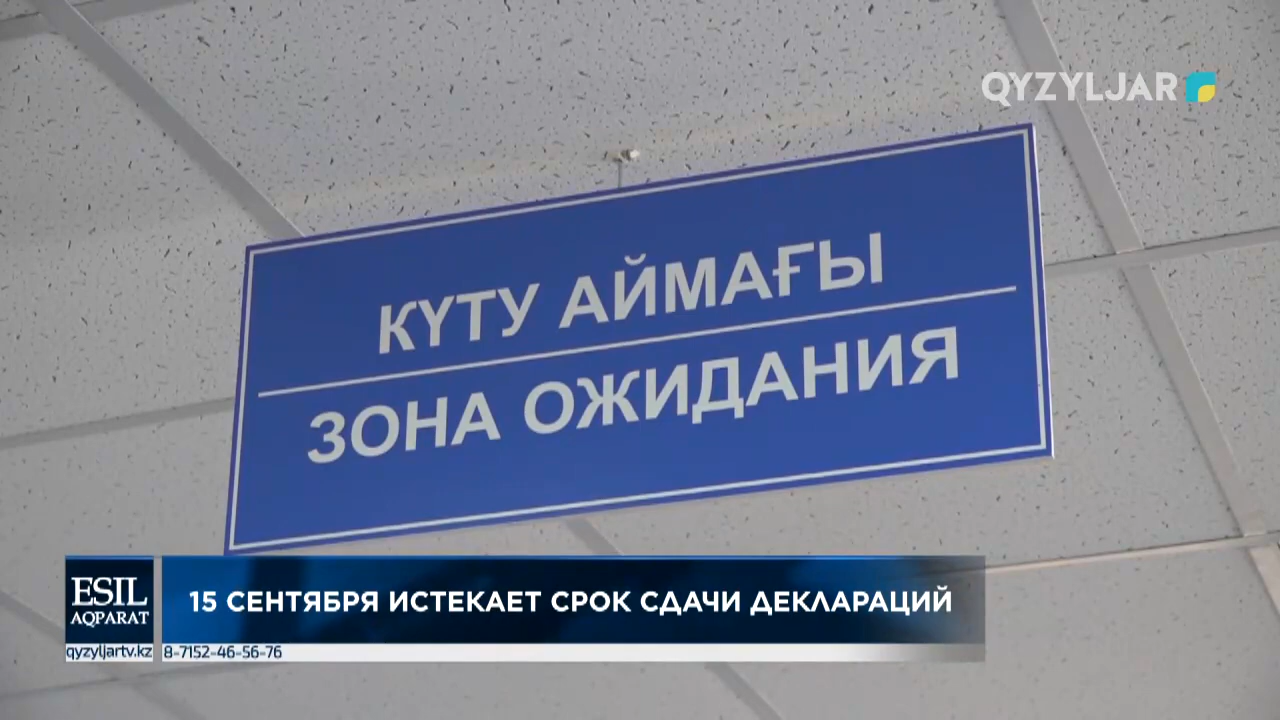 QYZYLJAR
КҮТУ АЙМАҒЫ
ЗОНА ОЖИДАНИЯ
ESIL
AQPARAT
15 СЕНТЯБРЯ ИСТЕКАЕТ СРОК СДАЧИ ДЕКЛАРАЦИЙ
qyzyljartv.kz
8-7152-46-56-76